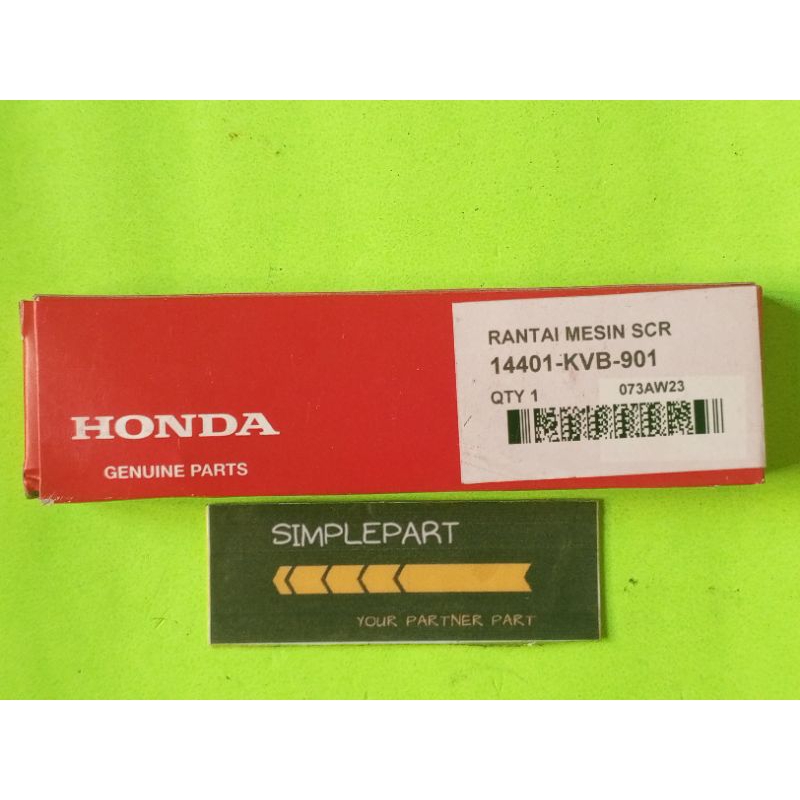 RANTAI MESIN SCR
14401-KVB-901
QTY 1 073AW23
HONDA
GENUINE PARTS
SIMPLEPART
YOUR PARTNER PART